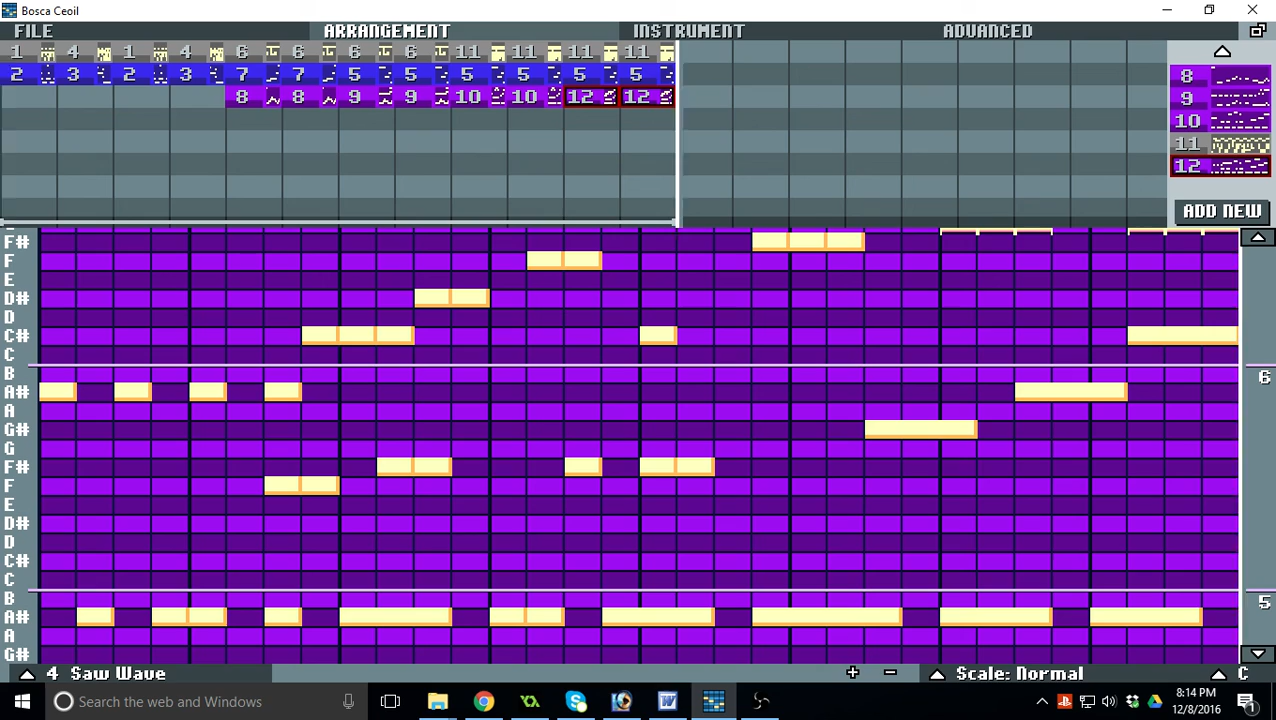 Bosca Ceoil
FILE ARRANGEMENT INSTRUMENT ADVANCED
1 4 1 4 6 6 6 6 11 11 11 11
2 3 2 3 7 7 5 5 5 5 5 5
8 8 9 9 10 10 12 12
8
9
10
11
12
ADD NEW
F#
F
E
D#
D
C#
C
B
6
A#
A
G#
G
F#
F
E
D#
D
C#
C
B
5
A#
A
G#
4 Saw Wave + - Scale: Normal C
Search the web and Windows
8:14 PM
12/8/2016
1